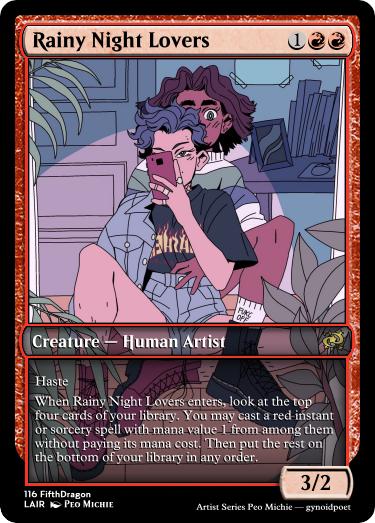 Rainy Night Lovers 1
FUK OFF
Creature — Human Artist
Haste
When Rainy Night Lovers enters, look at the top
four cards of your library. You may cast a red instant
or sorcery spell with mana value 1 from among them
without paying its mana cost. Then put the rest on
the bottom of your library in any order.
3/2
116 FifthDragon
LAIR Peo Michie
Artist Series Peo Michie — gynoidpoet